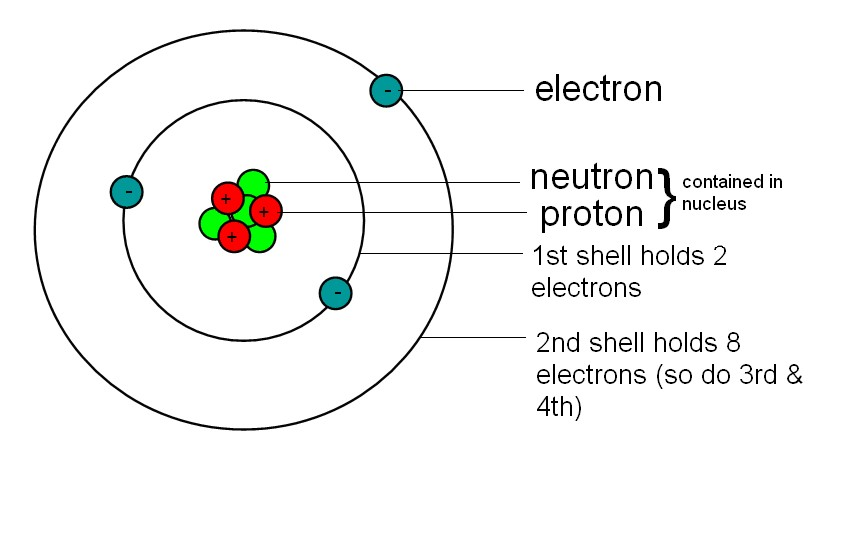 -
electron
-
neutron
} contained in
nucleus
+
+
proton
+
1st shell holds 2
electrons
-
2nd shell holds 8
electrons (so do 3rd &
4th)